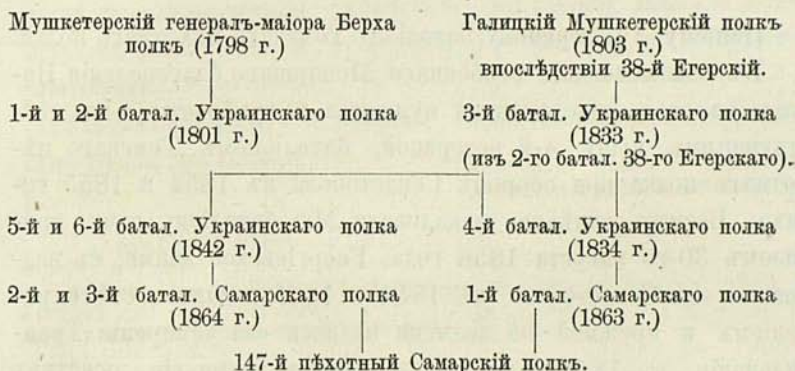 Мушкетерскій генералъ-маіора Берха
полкъ (1798 г.)
Галицкій Мушкетерскій полкъ
(1803 г.)
впослѣдствіи 38-й Егерскій.
1-й и 2-й батал. Украинскаго полка
(1801 г.)
3-й батал. Украинскаго полка
(1833 г.)
(изъ 2-го батал. 38-го Егерскаго).
5-й и 6-й батал. Украинскаго полка
(1842 г.)
4-й батал. Украинскаго полка
(1834 г.)
2-й и 3-й батал. Самарскаго полка
(1864 г.)
1-й батал. Самарскаго полка
(1863 г.)
147-й пѣхотный Самарскій полкъ.